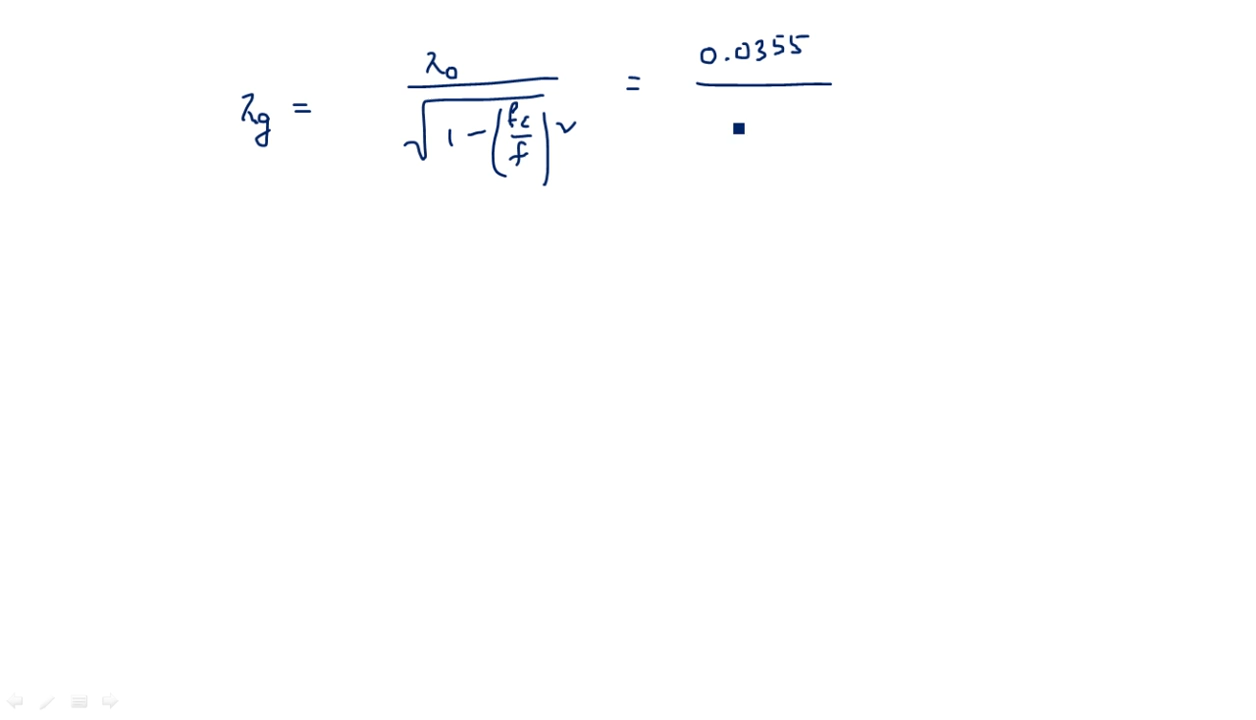 λg = λ0 / √(1 - (fc/f)²) = 0.0355 /